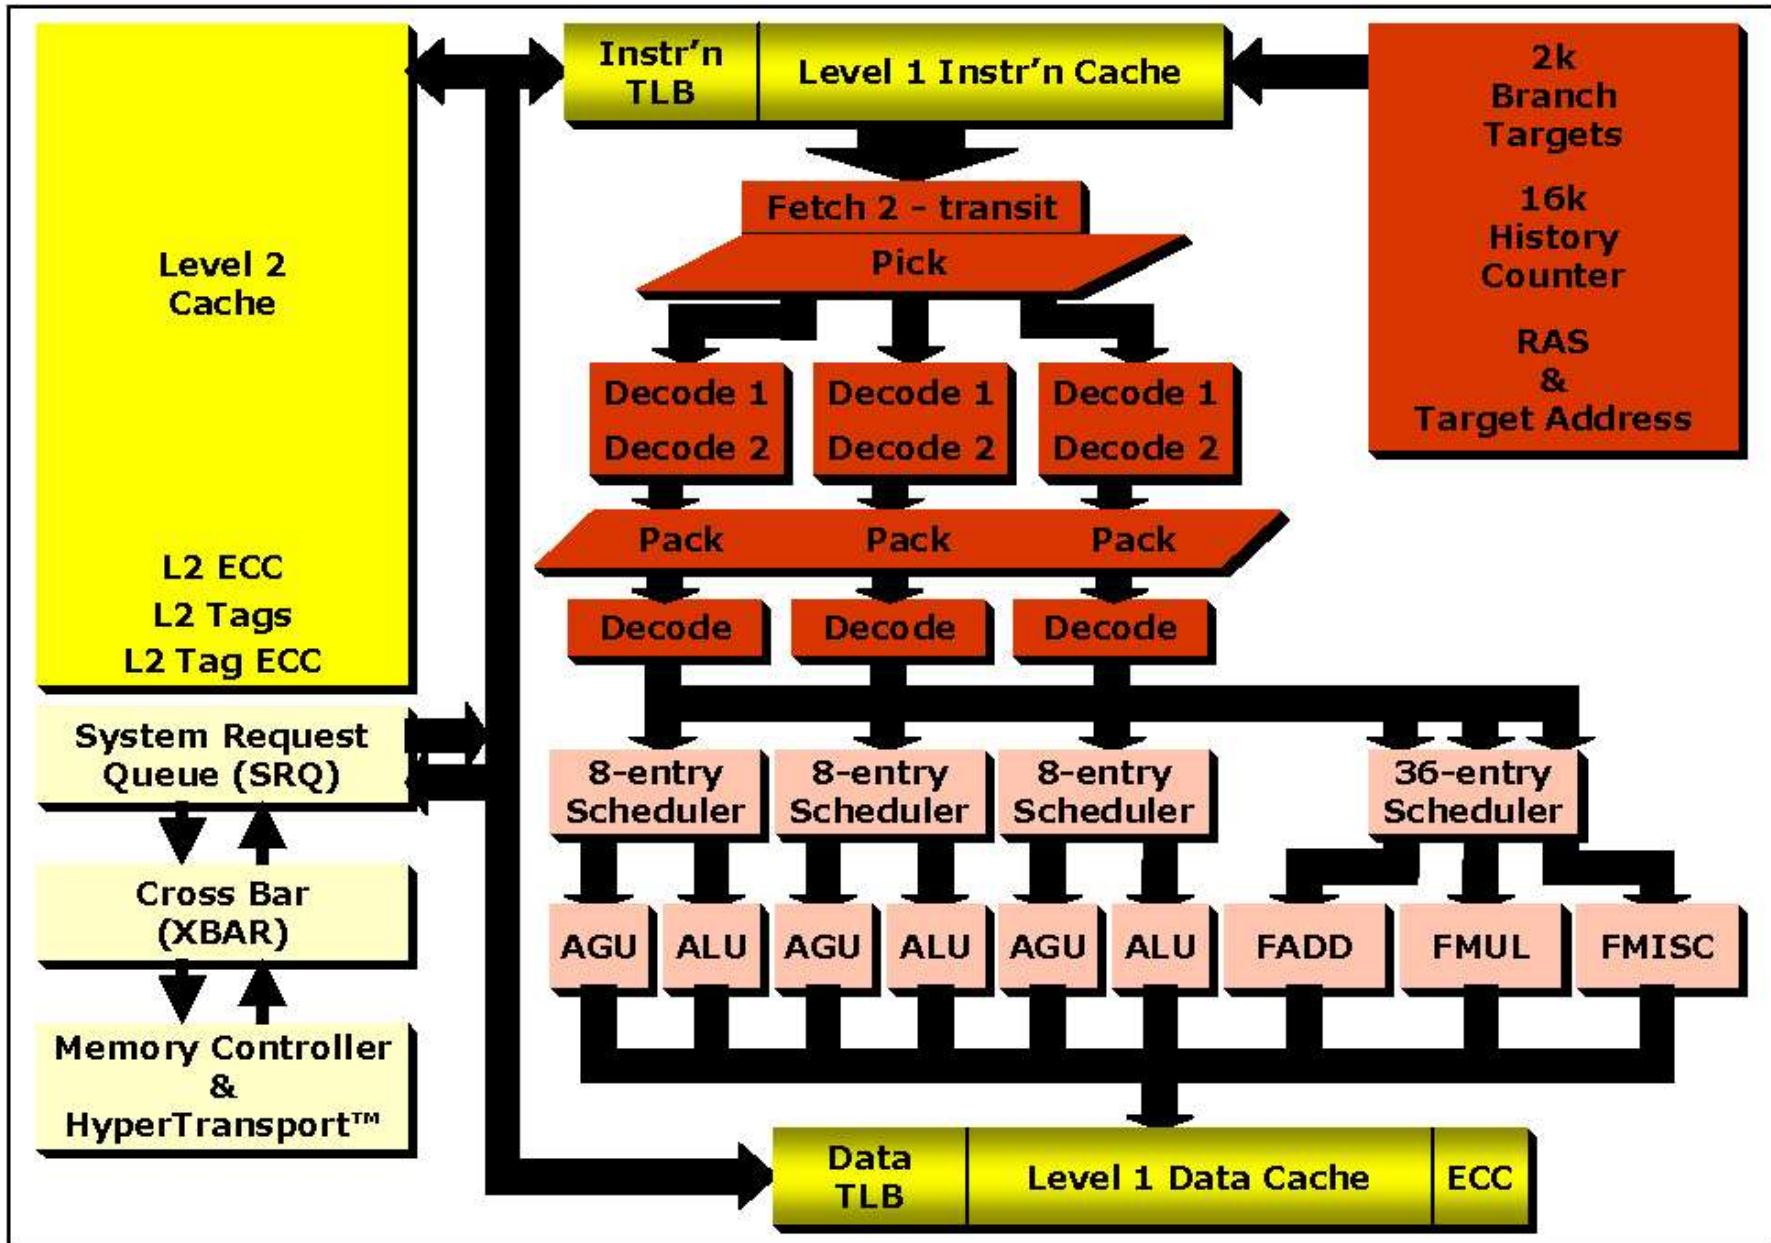 Instr'n
TLB
Level 1 Instr'n Cache
2k
Branch
Targets
16k
History
Counter
RAS
&
Target Address
Level 2
Cache
L2 ECC
L2 Tags
L2 Tag ECC
Fetch 2 - transit
Pick
Decode 1
Decode 2
Decode 1
Decode 2
Decode 1
Decode 2
Pack
Pack
Pack
Decode
Decode
Decode
System Request
Queue (SRQ)
Cross Bar
(XBAR)
Memory Controller
&
HyperTransport™
8-entry
Scheduler
8-entry
Scheduler
8-entry
Scheduler
36-entry
Scheduler
AGU
ALU
AGU
ALU
AGU
ALU
FADD
FMUL
FMISC
Data
TLB
Level 1 Data Cache
ECC